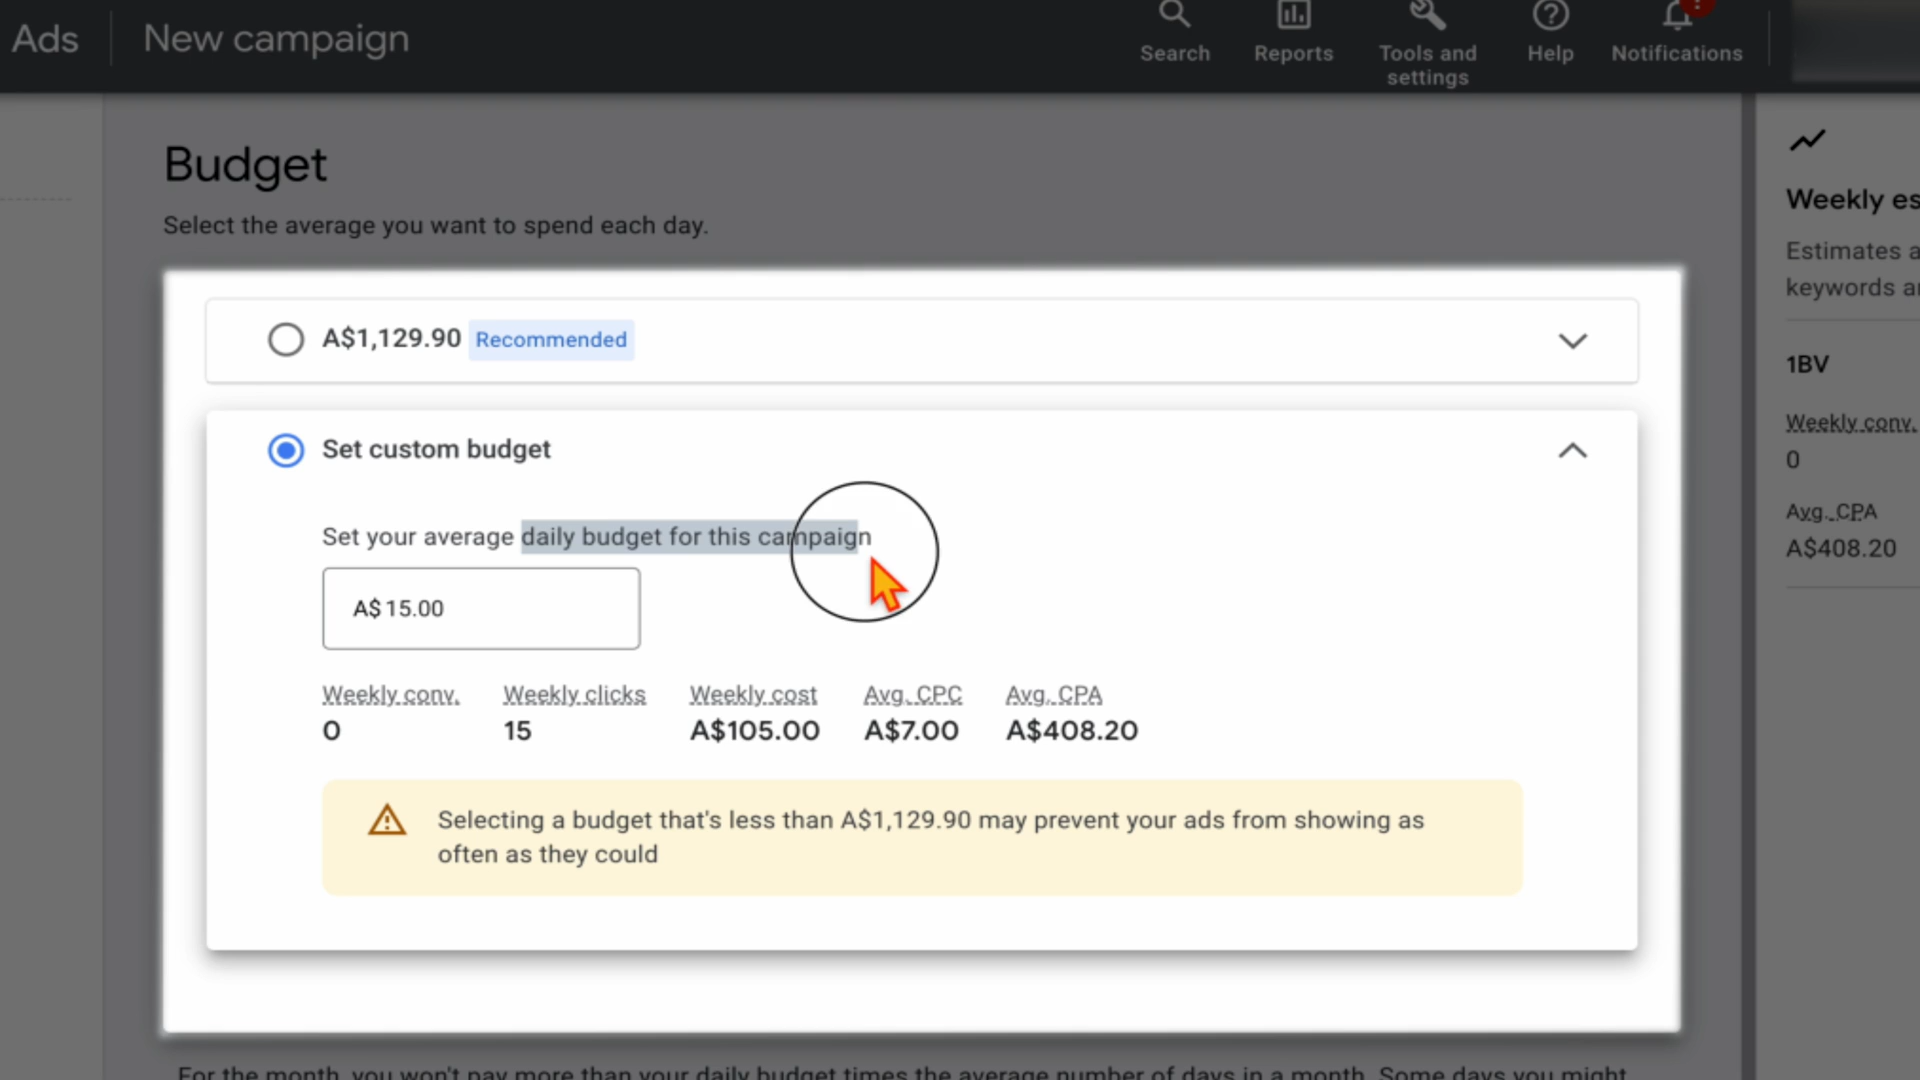 Ads
New campaign
Search
Reports
Tools and
settings
Help
Notifications
Budget
Select the average you want to spend each day.
A$1,129.90 Recommended
Set custom budget
Set your average daily budget for this campaign
A$ 15.00
Weekly conv. Weekly clicks Weekly cost Avg. CPC Avg. CPA
0 15 A$105.00 A$7.00 A$408.20
Selecting a budget that's less than A$1,129.90 may prevent your ads from showing as
often as they could
For the month, you won't pay more than your daily budget times the average number of days in a month. Some days you might
Weekly es
Estimates a
keywords a
1BV
Weekly conv.
0
Avg. CPA
A$408.20